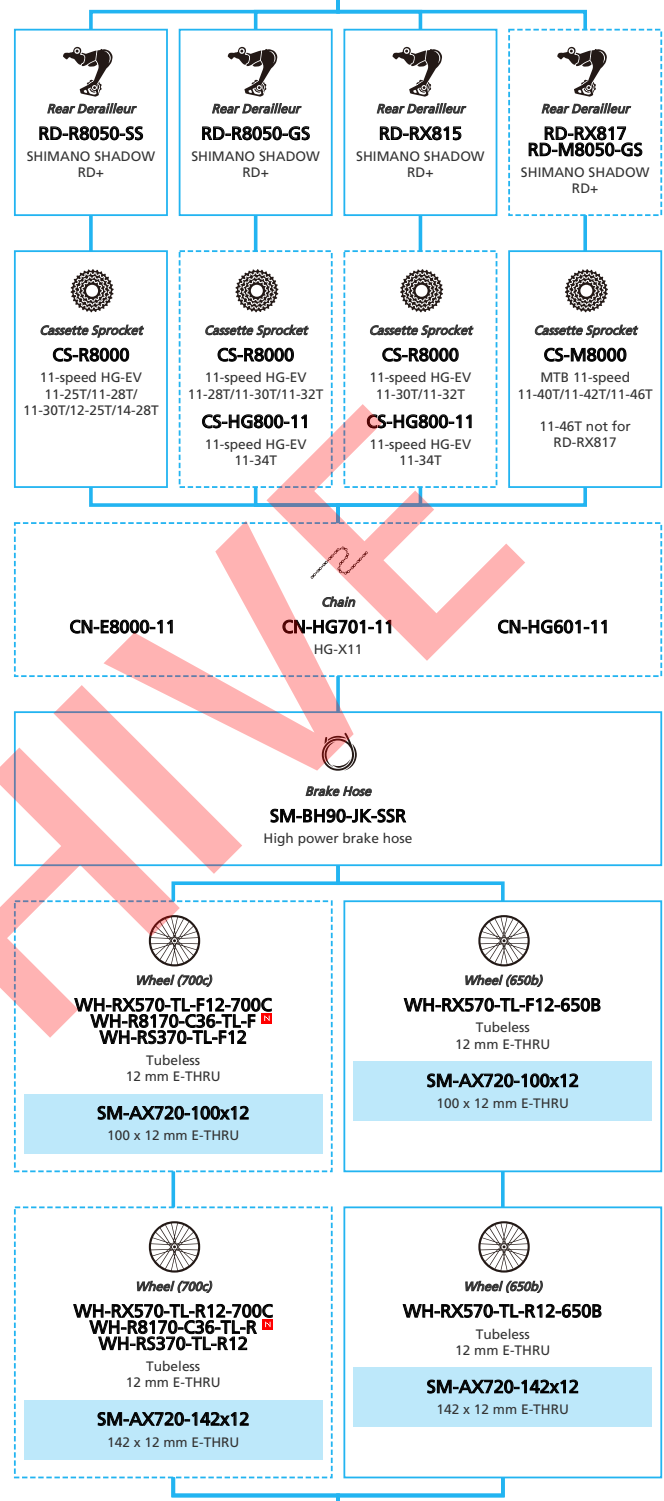 Rear Derailleur
RD-R8050-SS
SHIMANO SHADOW
RD+
Rear Derailleur
RD-R8050-GS
SHIMANO SHADOW
RD+
Rear Derailleur
RD-RX815
SHIMANO SHADOW
RD+
Rear Derailleur
RD-RX817
RD-M8050-GS
SHIMANO SHADOW
RD+
Cassette Sprocket
CS-R8000
11-speed HG-EV
11-25T/11-28T/
11-30T/12-25T/14-28T
Cassette Sprocket
CS-R8000
11-speed HG-EV
11-28T/11-30T/11-32T
CS-HG800-11
11-speed HG-EV
11-34T
Cassette Sprocket
CS-R8000
11-speed HG-EV
11-30T/11-32T
CS-HG800-11
11-speed HG-EV
11-34T
Cassette Sprocket
CS-M8000
MTB 11-speed
11-40T/11-42T/11-46T
11-46T not for
RD-RX817
Chain
CN-E8000-11
CN-HG701-11
HG-X11
CN-HG601-11
Brake Hose
SM-BH90-JK-SSR
High power brake hose
Wheel (700c)
WH-RX570-TL-F12-700C
WH-R8170-C36-TL-F N
WH-RS370-TL-F12
Tubeless
12 mm E-THRU
SM-AX720-100x12
100 x 12 mm E-THRU
Wheel (650b)
WH-RX570-TL-F12-650B
Tubeless
12 mm E-THRU
SM-AX720-100x12
100 x 12 mm E-THRU
Wheel (700c)
WH-RX570-TL-R12-700C
WH-R8170-C36-TL-R N
WH-RS370-TL-R12
Tubeless
12 mm E-THRU
SM-AX720-142x12
142 x 12 mm E-THRU
Wheel (650b)
WH-RX570-TL-R12-650B
Tubeless
12 mm E-THRU
SM-AX720-142x12
142 x 12 mm E-THRU
HIVE